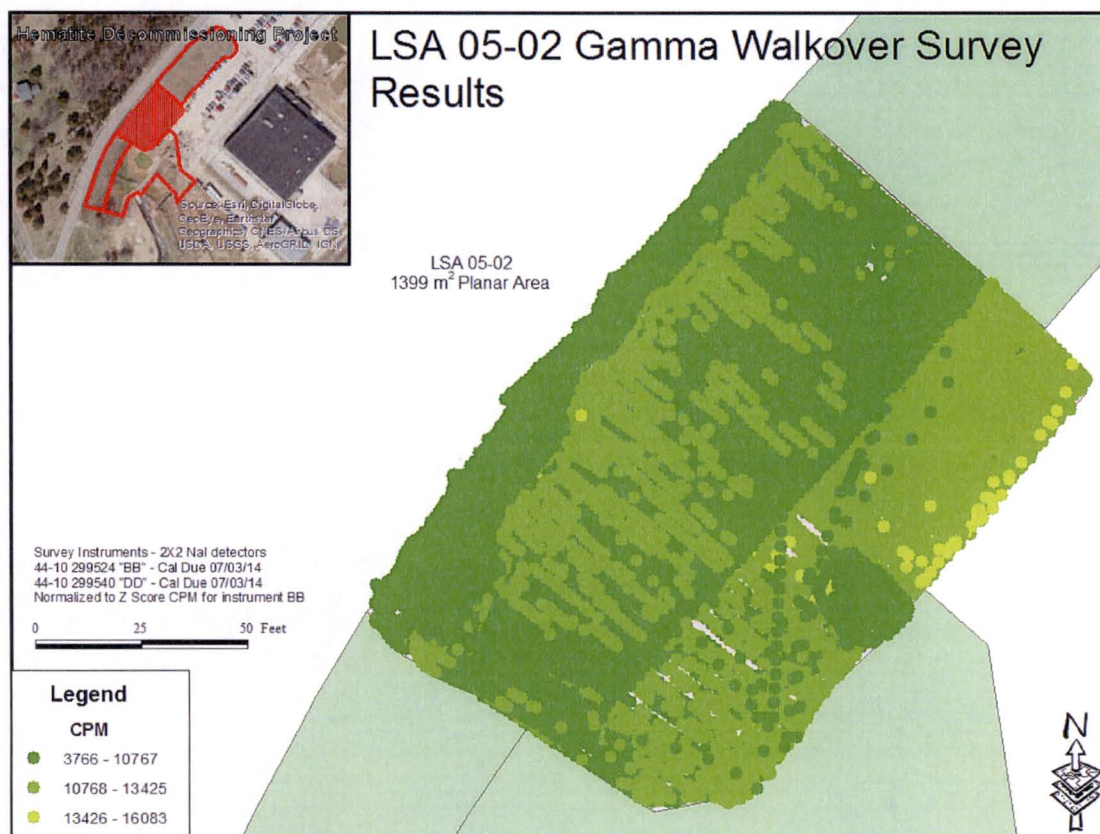 Hematite Decommissioning Project
Source: Esri, DigitalGlobe,
GeoEye, Earthstar
Geographics, CNES/Airbus DS,
USDA, USGS, AeroGRID, IGN,
LSA 05-02 Gamma Walkover Survey
Results
LSA 05-02
1399 m² Planar Area
Survey Instruments - 2X2 NaI detectors
44-10 299524 "BB" - Cal Due 07/03/14
44-10 299540 "DD" - Cal Due 07/03/14
Normalized to Z Score CPM for instrument BB
0 25 50 Feet
Legend
CPM
3766 - 10767
10768 - 13425
13426 - 16083
N